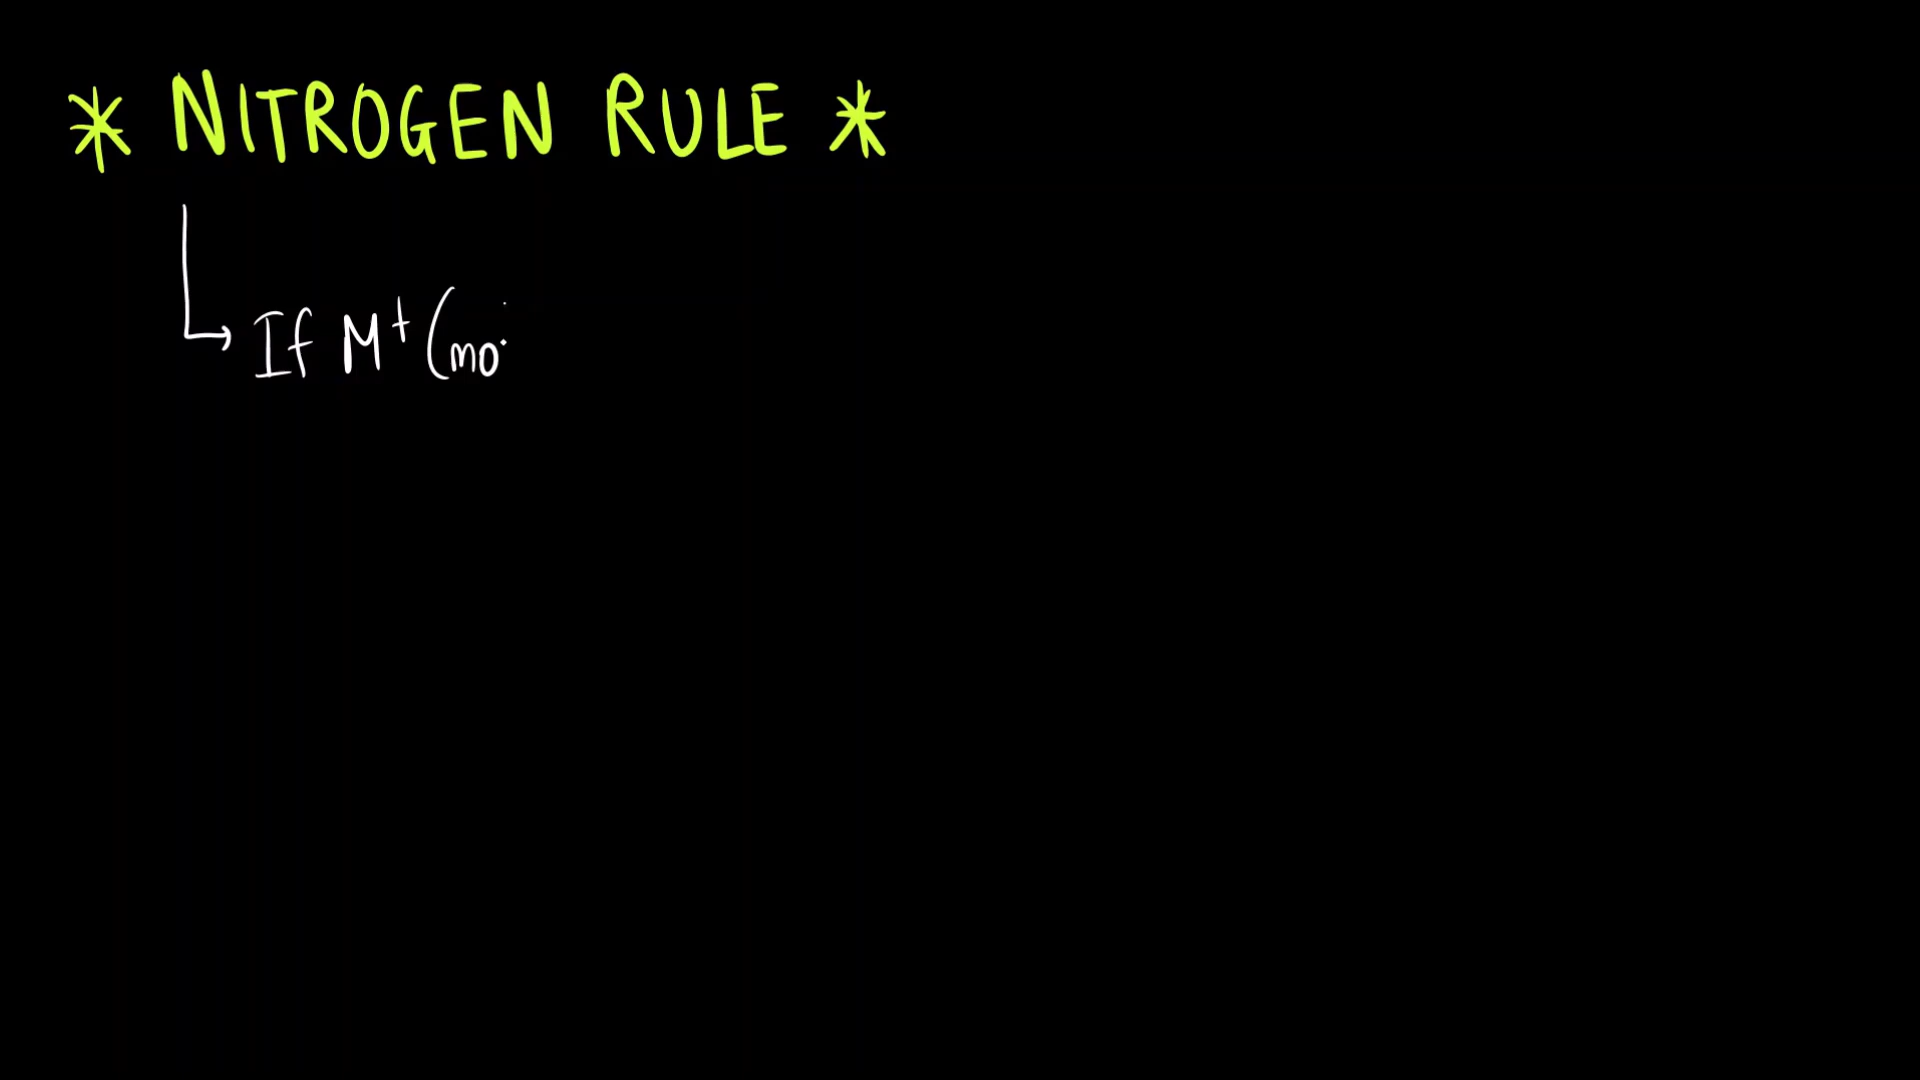 * NITROGEN RULE *
If M+ (mo